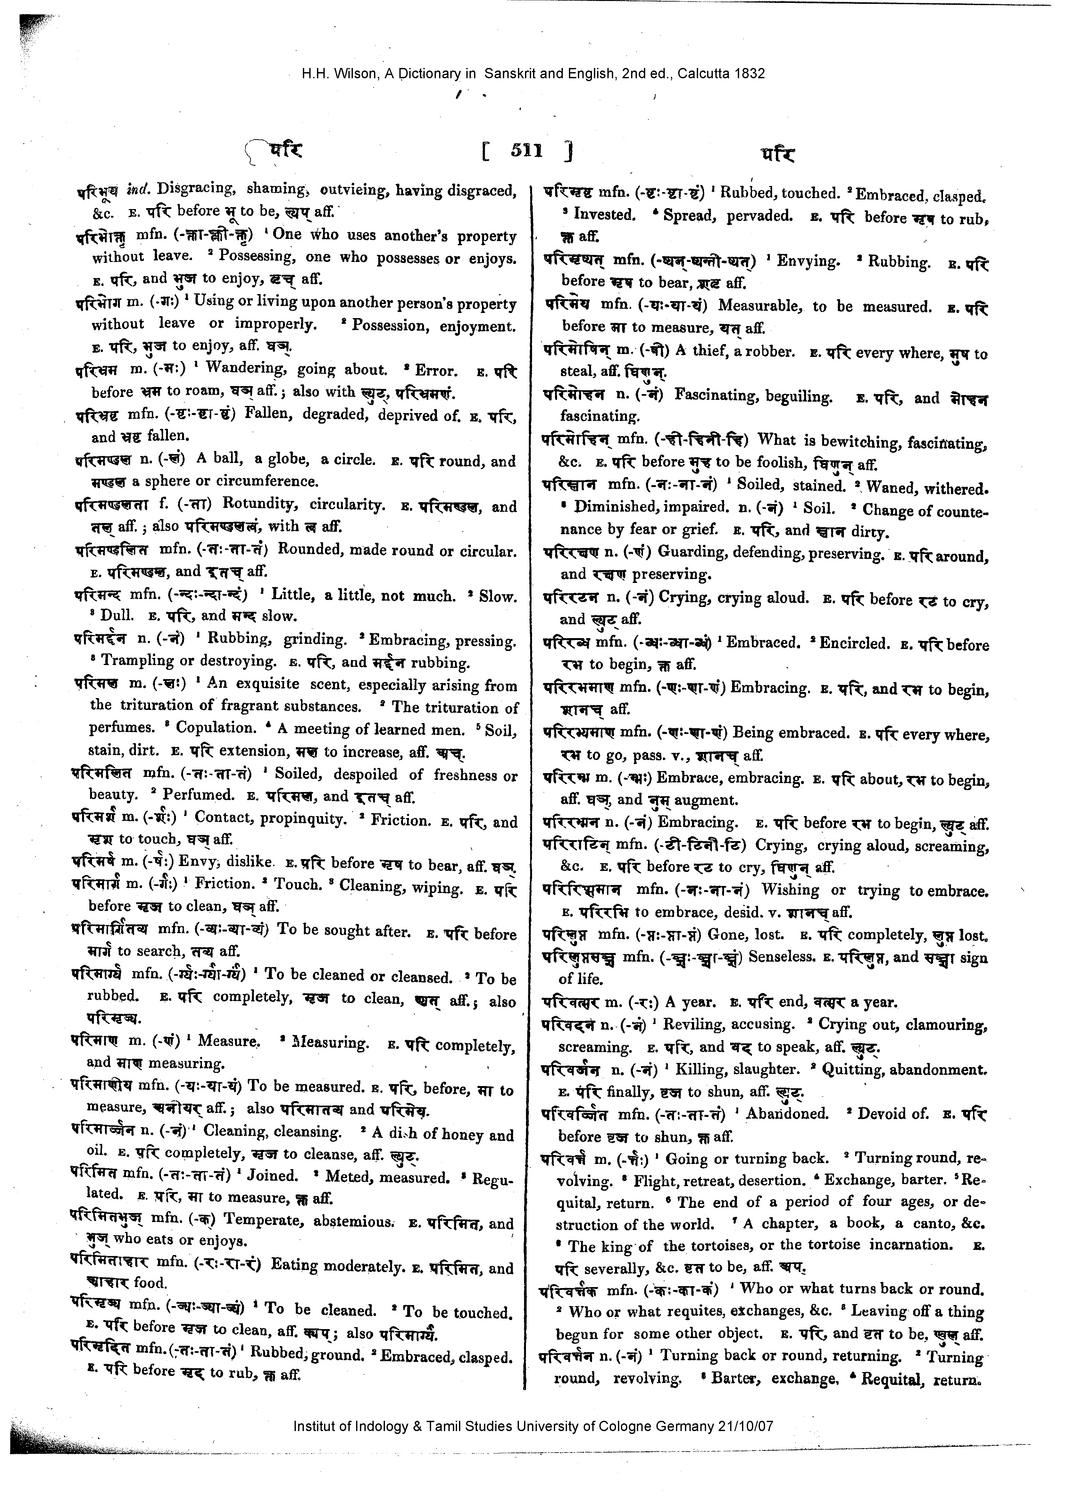 H.H. Wilson, A Dictionary in Sanskrit and English, 2nd ed., Calcutta 1832
परि [ 511 ] परि
परिभूय ind. Disgracing, shaming, outvieing, having disgraced,
&c. E. परि before भू to be, ल्यप् aff.
परिभोक्तृ mfn. (-क्ता-क्त्री-क्तृ) ¹ One who uses another's property
without leave. ² Possessing, one who possesses or enjoys.
E. परि, and भुज to enjoy, तृच् aff.
परिभोग m. (-गः) ¹ Using or living upon another person's property
without leave or improperly. ² Possession, enjoyment.
E. परि, भुज to enjoy, aff. घञ्.
परिभ्रम m. (-मः) ¹ Wandering, going about. ² Error. E. परि
before भ्रम to roam, घञ् aff.; also with ल्युट्, परिभ्रमणं.
परिभ्रष्ट mfn. (-ष्टः-ष्टा-ष्टं) Fallen, degraded, deprived of. E. परि,
and भ्रष्ट fallen.
परिमण्डल n. (-लं) A ball, a globe, a circle. E. परि round, and
मण्डल a sphere or circumference.
परिमण्डलता f. (-ता) Rotundity, circularity. E. परिमण्डल, and
तल् aff.; also परिमण्डलत्वं, with त्व aff.
परिमण्डलित mfn. (-तः-ता-तं) Rounded, made round or circular.
E. परिमण्डल, and इतच् aff.
परिमन्द mfn. (-न्दः-न्दा-न्दं) ¹ Little, a little, not much. ² Slow.
³ Dull. E. परि, and मन्द slow.
परिमर्द्दन n. (-नं) ¹ Rubbing, grinding. ² Embracing, pressing.
³ Trampling or destroying. E. परि, and मर्द्दन rubbing.
परिमल m. (-लः) ¹ An exquisite scent, especially arising from
the trituration of fragrant substances. ² The trituration of
perfumes. ³ Copulation. ⁴ A meeting of learned men. ⁵ Soil,
stain, dirt. E. परि extension, मल to increase, aff. अच्.
परिमलित mfn. (-तः-ता-तं) ¹ Soiled, despoiled of freshness or
beauty. ² Perfumed. E. परिमल, and इतच् aff.
परिमर्श m. (-र्शः) ¹ Contact, propinquity. ² Friction. E. परि, and
मृश to touch, घञ् aff.
परिमर्ष m. (-र्षः) Envy, dislike. E. परि before मृष to bear, aff. घञ्.
परिमार्ग m. (-र्गः) ¹ Friction. ² Touch. ³ Cleaning, wiping. E. परि
before मृज to clean, घञ् aff.
परिमार्गितव्य mfn. (-व्यः-व्या-व्यं) To be sought after. E. परि before
मार्ग to search, तव्य aff.
परिमार्ग्य mfn. (-र्ग्यः-र्ग्या-र्ग्यं) ¹ To be cleaned or cleansed. ² To be
rubbed. E. परि completely, मृज to clean, ण्यत् aff.; also
परिमृज्य.
परिमाण m. (-णं) ¹ Measure. ² Measuring. E. परि completely,
and माण measuring.
परिमाणीय mfn. (-यः-या-यं) To be measured. E. परि, before, मा to
measure, अनीयर् aff.; also परिमातव्य and परिमेय.
परिमार्ज्जन n. (-नं) ¹ Cleaning, cleansing. ² A dish of honey and
oil. E. परि completely, मृज to cleanse, aff. ल्युट्.
परिमित mfn. (-तः-ता-तं) ¹ Joined. ² Meted, measured. ³ Regu-
lated. E. परि, मा to measure, क्त aff.
परिमितभुज् mfn. (-क) Temperate, abstemious. E. परिमित, and
भुज् who eats or enjoys.
परिमिताहार mfn. (-रः-रा-रं) Eating moderately. E. परिमित, and
आहार food.
परिमृज्य mfn. (-ज्यः-ज्या-ज्यं) ¹ To be cleaned. ² To be touched.
E. परि before मृज to clean, aff. क्यप्; also परिमार्ग्य.
परिमृदित mfn. (-तः-ता-तं) ¹ Rubbed, ground. ² Embraced, clasped.
E. परि before मृद् to rub, क्त aff.
परिमृष्ट mfn. (-ष्टः-ष्टा-ष्टं) ¹ Rubbed, touched. ² Embraced, clasped.
³ Invested. ⁴ Spread, pervaded. E. परि before मृष to rub,
क्त aff.
परिमृष्यत् mfn. (-ष्यन्-ष्यन्ती-ष्यत्) ¹ Envying. ² Rubbing. E. परि
before मृष to bear, शतृ aff.
परिमेय mfn. (-यः-या-यं) Measurable, to be measured. E. परि
before मा to measure, यत् aff.
परिमोषिन् m. (-षी) A thief, a robber. E. परि every where, मुष to
steal, aff. घिणुन्.
परिमोहन n. (-नं) Fascinating, beguiling. E. परि, and मोहन
fascinating.
परिमोहिन् mfn. (-ही-हिनी-हि) What is bewitching, fascinating,
&c. E. परि before मुह to be foolish, घिणुन् aff.
परिम्लान mfn. (-नः-ना-नं) ¹ Soiled, stained. ² Waned, withered.
³ Diminished, impaired. n. (-नं) ¹ Soil. ² Change of counte-
nance by fear or grief. E. परि, and म्लान dirty.
परिरक्षण n. (-णं) Guarding, defending, preserving. E. परि around,
and रक्षण preserving.
परिरटन n. (-नं) Crying, crying aloud. E. परि before रट to cry,
and ल्युट् aff.
परिरब्ध mfn. (-ब्धः-ब्धा-ब्धं) ¹ Embraced. ² Encircled. E. परि before
रभ to begin, क्त aff.
परिरभमाण mfn. (-णः-णा-णं) Embracing. E. परि, and रभ to begin,
शानच् aff.
परिरभ्यमाण mfn. (-णः-णा-णं) Being embraced. E. परि every where,
रभ to go, pass. v., शानच् aff.
परिरम्भ m. (-म्भः) Embrace, embracing. E. परि about, रभ to begin,
aff. घञ्, and नुम् augment.
परिरम्भन n. (-नं) Embracing. E. परि before रभ to begin, ल्युट् aff.
परिराटिन् mfn. (-टी-टिनी-टि) Crying, crying aloud, screaming,
&c. E. परि before रट to cry, घिणुन् aff.
परिरिप्समान mfn. (-नः-ना-नं) Wishing or trying to embrace.
E. परिरभि to embrace, desid. v. शानच् aff.
परिलुप्त mfn. (-प्तः-प्ता-प्तं) Gone, lost. E. परि completely, लुप्त lost.
परिलुप्तसञ्ज्ञ mfn. (-ञ्ज्ञः-ञ्ज्ञा-ञ्ज्ञं) Senseless. E. परिलुप्त, and सञ्ज्ञा sign
of life.
परिवत्सर m. (-रः) A year. E. परि end, वत्सर a year.
परिवदन n. (-नं) ¹ Reviling, accusing. ² Crying out, clamouring,
screaming. E. परि, and वद to speak, aff. ल्युट्.
परिवर्जन n. (-नं) ¹ Killing, slaughter. ² Quitting, abandonment.
E. परि finally, वृज to shun, aff. ल्युट्.
परिवर्ज्जित mfn. (-तः-ता-तं) ¹ Abandoned. ² Devoid of. E. परि
before वृज to shun, क्त aff.
परिवर्त्त m. (-र्त्तः) ¹ Going or turning back. ² Turning round, re-
volving. ³ Flight, retreat, desertion. ⁴ Exchange, barter. ⁵ Re-
quital, return. ⁶ The end of a period of four ages, or de-
struction of the world. ⁷ A chapter, a book, a canto, &c.
⁸ The king of the tortoises, or the tortoise incarnation. E.
परि severally, &c. वृत to be, aff. अप्.
परिवर्त्तक mfn. (-कः-का-कं) ¹ Who or what turns back or round.
² Who or what requites, exchanges, &c. ³ Leaving off a thing
begun for some other object. E. परि, and वृत to be, ण्वुल् aff.
परिवर्त्तन n. (-नं) ¹ Turning back or round, returning. ² Turning
round, revolving. ³ Barter, exchange. ⁴ Requital, return.
Institut of Indology & Tamil Studies University of Cologne Germany 21/10/07